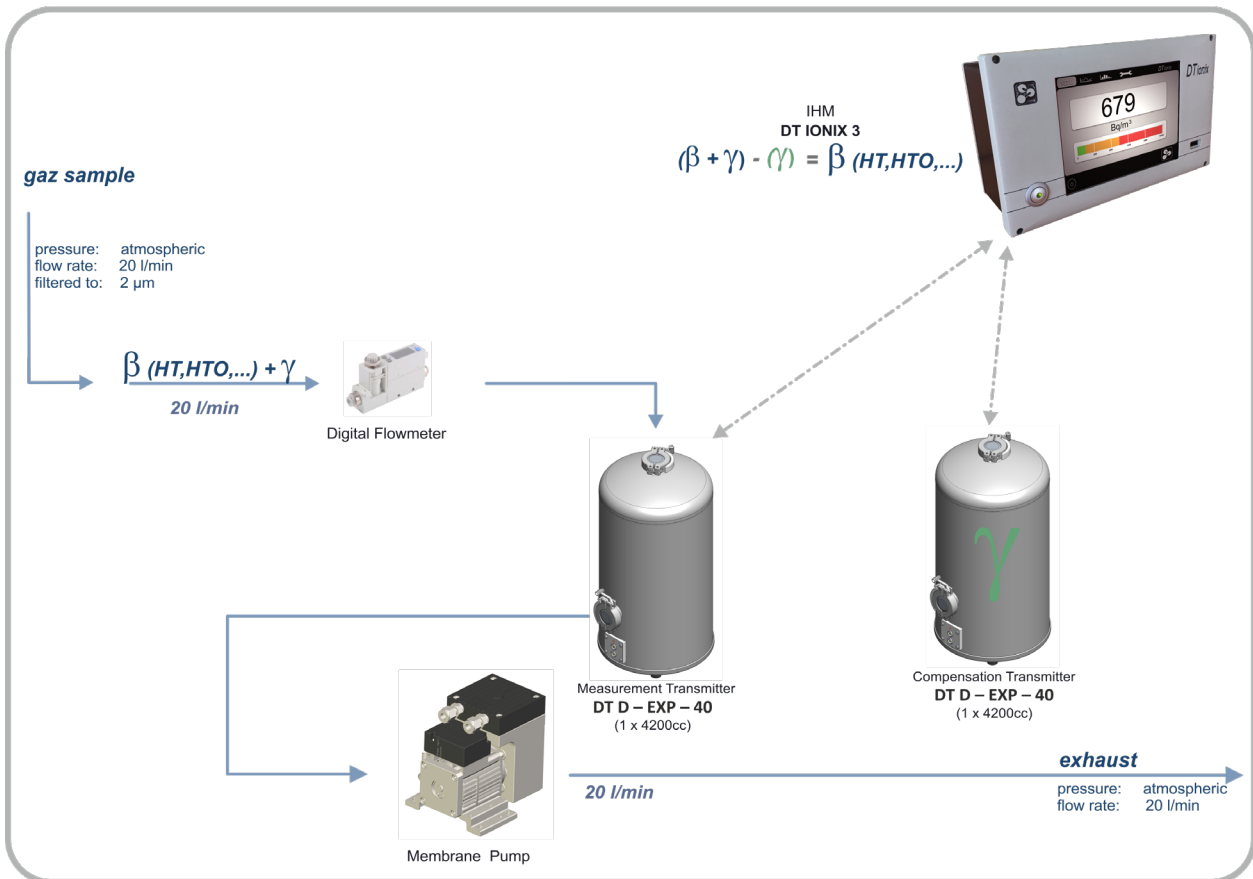 IHM
DT IONIX 3
(β + γ) - (γ) = β (HT,HTO,...)
DT ionix
DT ionix
679
Bq/m³
gaz sample
pressure: atmospheric
flow rate: 20 l/min
filtered to: 2 µm
β (HT,HTO,...) + γ
20 l/min
Digital Flowmeter
γ
Measurement Transmitter
DT D – EXP – 40
(1 x 4200cc)
Compensation Transmitter
DT D – EXP – 40
(1 x 4200cc)
Membrane Pump
20 l/min
exhaust
pressure: atmospheric
flow rate: 20 l/min